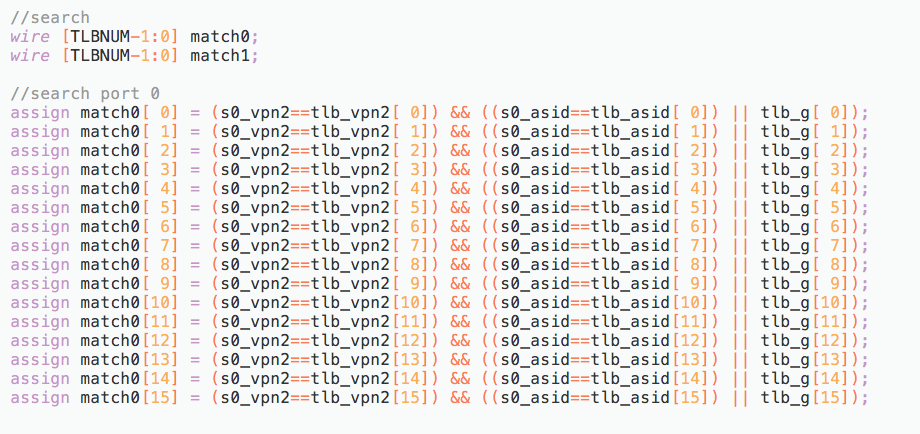 //search
wire [TLBNUM-1:0] match0;
wire [TLBNUM-1:0] match1;
//search port 0
assign match0[ 0] = (s0_vpn2==tlb_vpn2[ 0]) && ((s0_asid==tlb_asid[ 0]) || tlb_g[ 0]);
assign match0[ 1] = (s0_vpn2==tlb_vpn2[ 1]) && ((s0_asid==tlb_asid[ 1]) || tlb_g[ 1]);
assign match0[ 2] = (s0_vpn2==tlb_vpn2[ 2]) && ((s0_asid==tlb_asid[ 2]) || tlb_g[ 2]);
assign match0[ 3] = (s0_vpn2==tlb_vpn2[ 3]) && ((s0_asid==tlb_asid[ 3]) || tlb_g[ 3]);
assign match0[ 4] = (s0_vpn2==tlb_vpn2[ 4]) && ((s0_asid==tlb_asid[ 4]) || tlb_g[ 4]);
assign match0[ 5] = (s0_vpn2==tlb_vpn2[ 5]) && ((s0_asid==tlb_asid[ 5]) || tlb_g[ 5]);
assign match0[ 6] = (s0_vpn2==tlb_vpn2[ 6]) && ((s0_asid==tlb_asid[ 6]) || tlb_g[ 6]);
assign match0[ 7] = (s0_vpn2==tlb_vpn2[ 7]) && ((s0_asid==tlb_asid[ 7]) || tlb_g[ 7]);
assign match0[ 8] = (s0_vpn2==tlb_vpn2[ 8]) && ((s0_asid==tlb_asid[ 8]) || tlb_g[ 8]);
assign match0[ 9] = (s0_vpn2==tlb_vpn2[ 9]) && ((s0_asid==tlb_asid[ 9]) || tlb_g[ 9]);
assign match0[10] = (s0_vpn2==tlb_vpn2[10]) && ((s0_asid==tlb_asid[10]) || tlb_g[10]);
assign match0[11] = (s0_vpn2==tlb_vpn2[11]) && ((s0_asid==tlb_asid[11]) || tlb_g[11]);
assign match0[12] = (s0_vpn2==tlb_vpn2[12]) && ((s0_asid==tlb_asid[12]) || tlb_g[12]);
assign match0[13] = (s0_vpn2==tlb_vpn2[13]) && ((s0_asid==tlb_asid[13]) || tlb_g[13]);
assign match0[14] = (s0_vpn2==tlb_vpn2[14]) && ((s0_asid==tlb_asid[14]) || tlb_g[14]);
assign match0[15] = (s0_vpn2==tlb_vpn2[15]) && ((s0_asid==tlb_asid[15]) || tlb_g[15]);